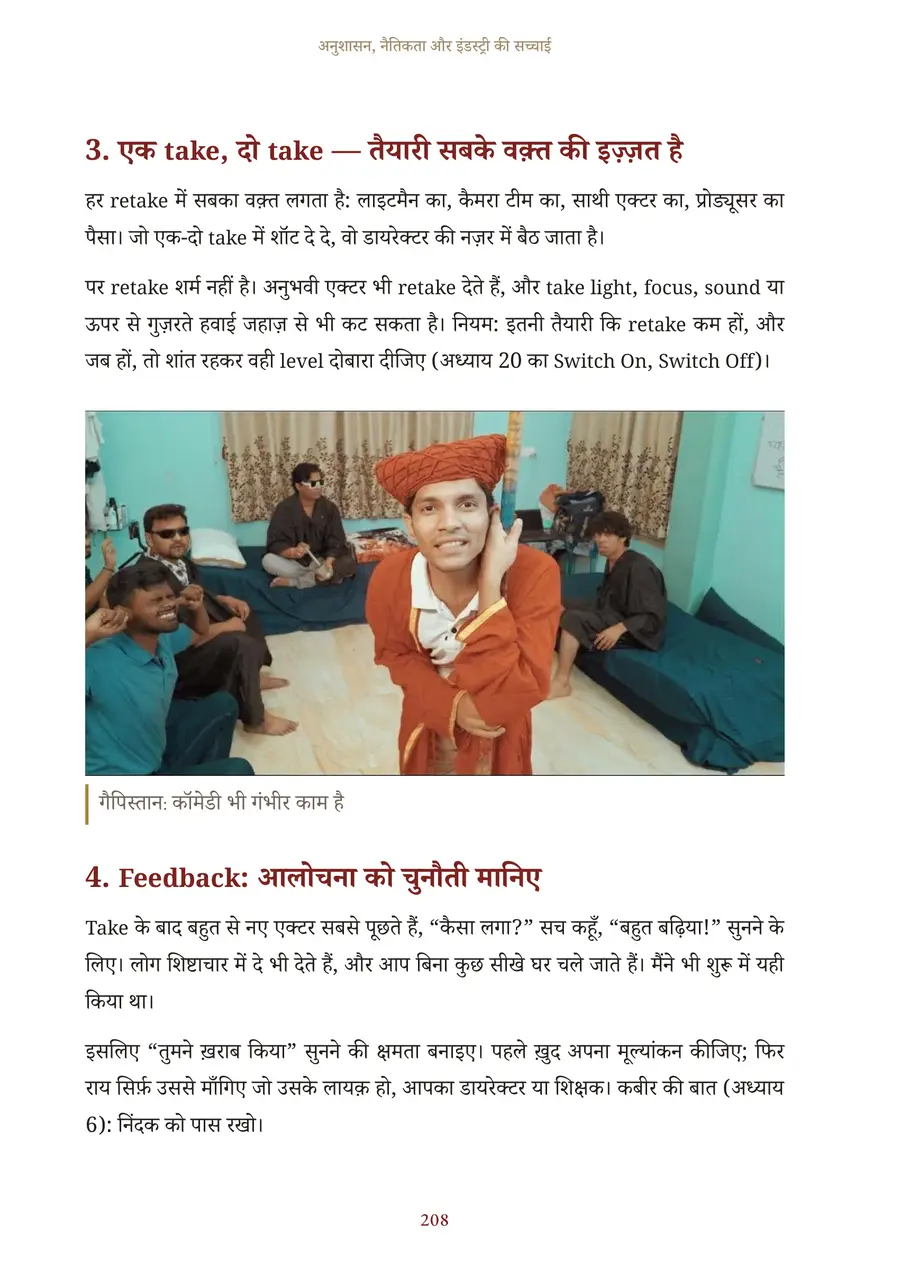 अनुशासन, नैतिकता और इंडस्ट्री की सच्चाई
3. एक take, दो take — तैयारी सबके वक़्त की इज़्ज़त है
हर retake में सबका वक़्त लगता है: लाइटमैन का, कैमरा टीम का, साथी एक्टर का, प्रोड्यूसर का
पैसा। जो एक-दो take में शॉट दे दे, वो डायरेक्टर की नज़र में बैठ जाता है।
पर retake शर्म नहीं है। अनुभवी एक्टर भी retake देते हैं, और take light, focus, sound या
ऊपर से गुज़रते हवाई जहाज़ से भी कट सकता है। नियम: इतनी तैयारी कि retake कम हों, और
जब हों, तो शांत रहकर वही level दोबारा दीजिए (अध्याय 20 का Switch On, Switch Off)।
गैपिस्तान: कॉमेडी भी गंभीर काम है
4. Feedback: आलोचना को चुनौती मानिए
Take के बाद बहुत से नए एक्टर सबसे पूछते हैं, “कैसा लगा?” सच कहूँ, “बहुत बढ़िया!” सुनने के
लिए। लोग शिष्टाचार में दे भी देते हैं, और आप बिना कुछ सीखे घर चले जाते हैं। मैंने भी शुरू में यही
किया था।
इसलिए “तुमने ख़राब किया” सुनने की क्षमता बनाइए। पहले ख़ुद अपना मूल्यांकन कीजिए; फिर
राय सिर्फ़ उससे माँगिए जो उसके लायक़ हो, आपका डायरेक्टर या शिक्षक। कबीर की बात (अध्याय
6): निंदक को पास रखो।
208